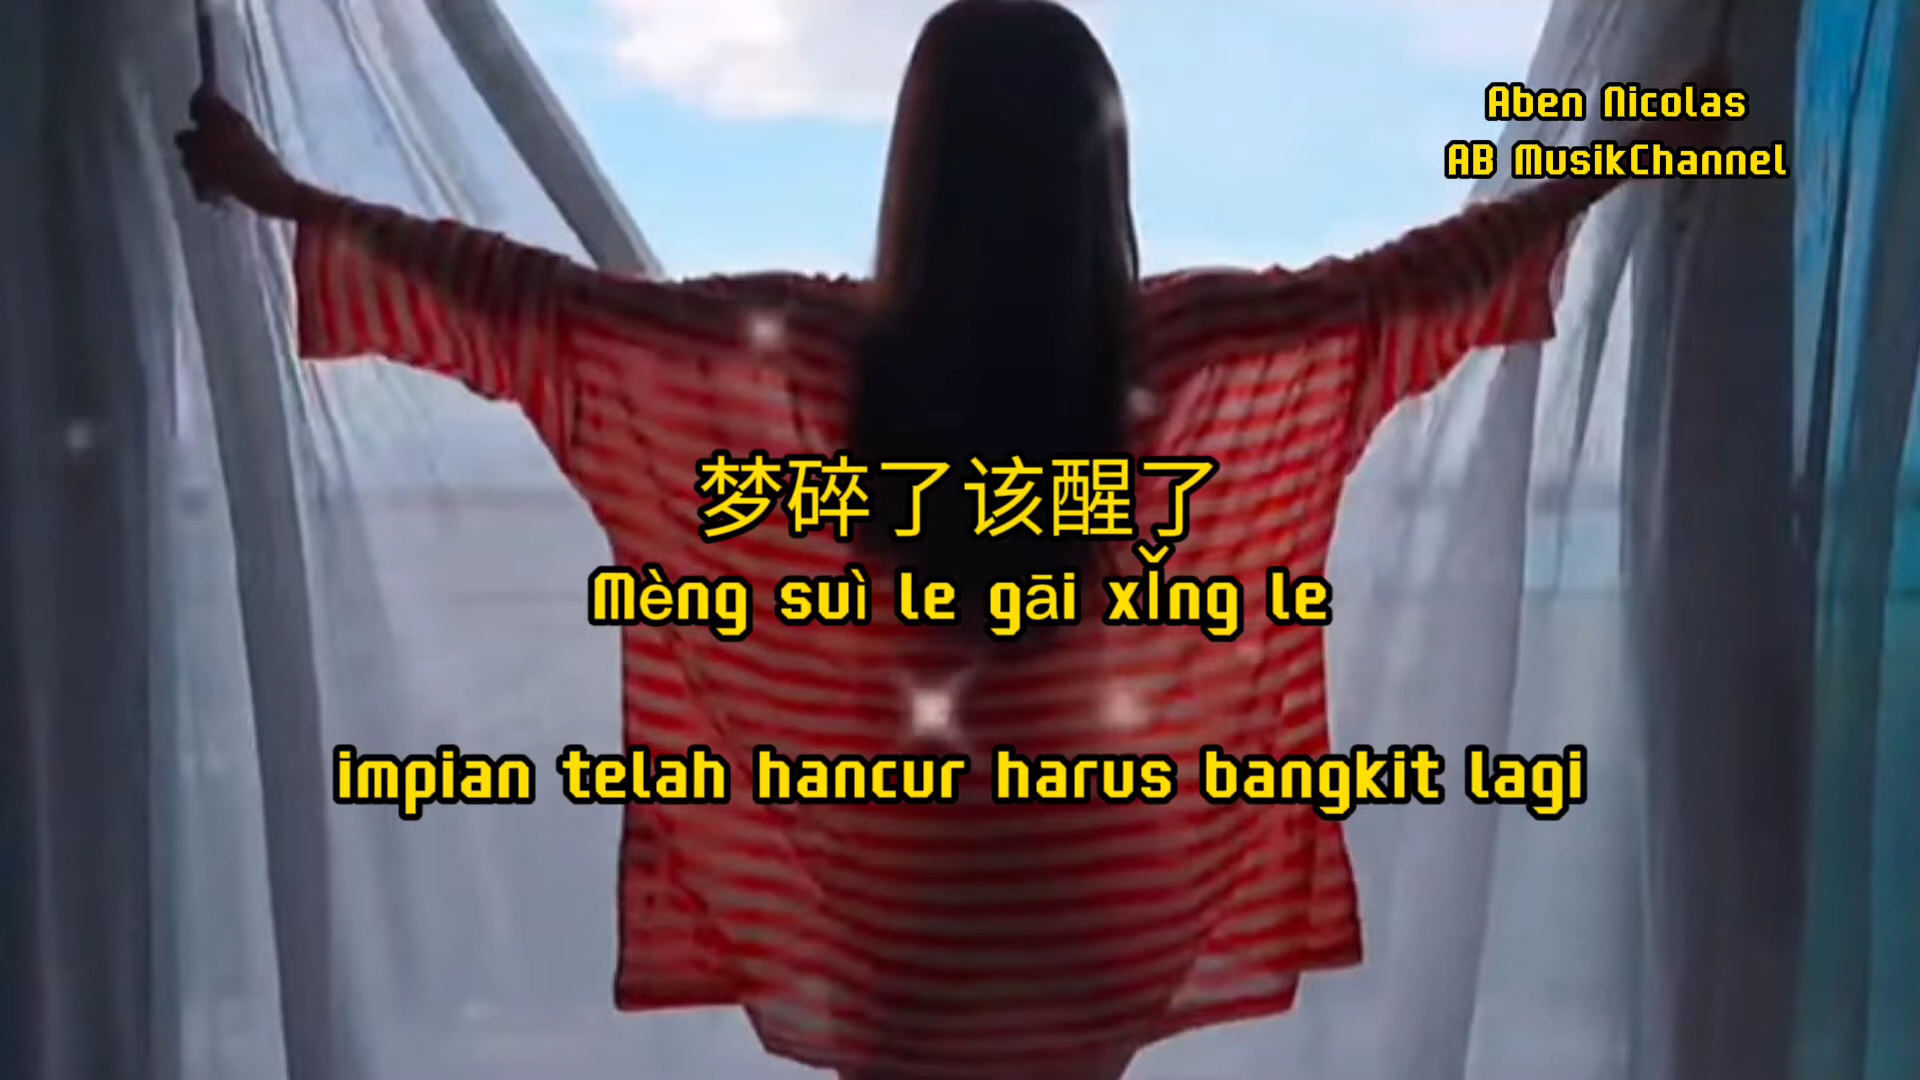 Aben Nicolas
AB MusikChannel
梦碎了该醒了
Mèng suì le gāi xǐng le
impian telah hancur harus bangkit lagi